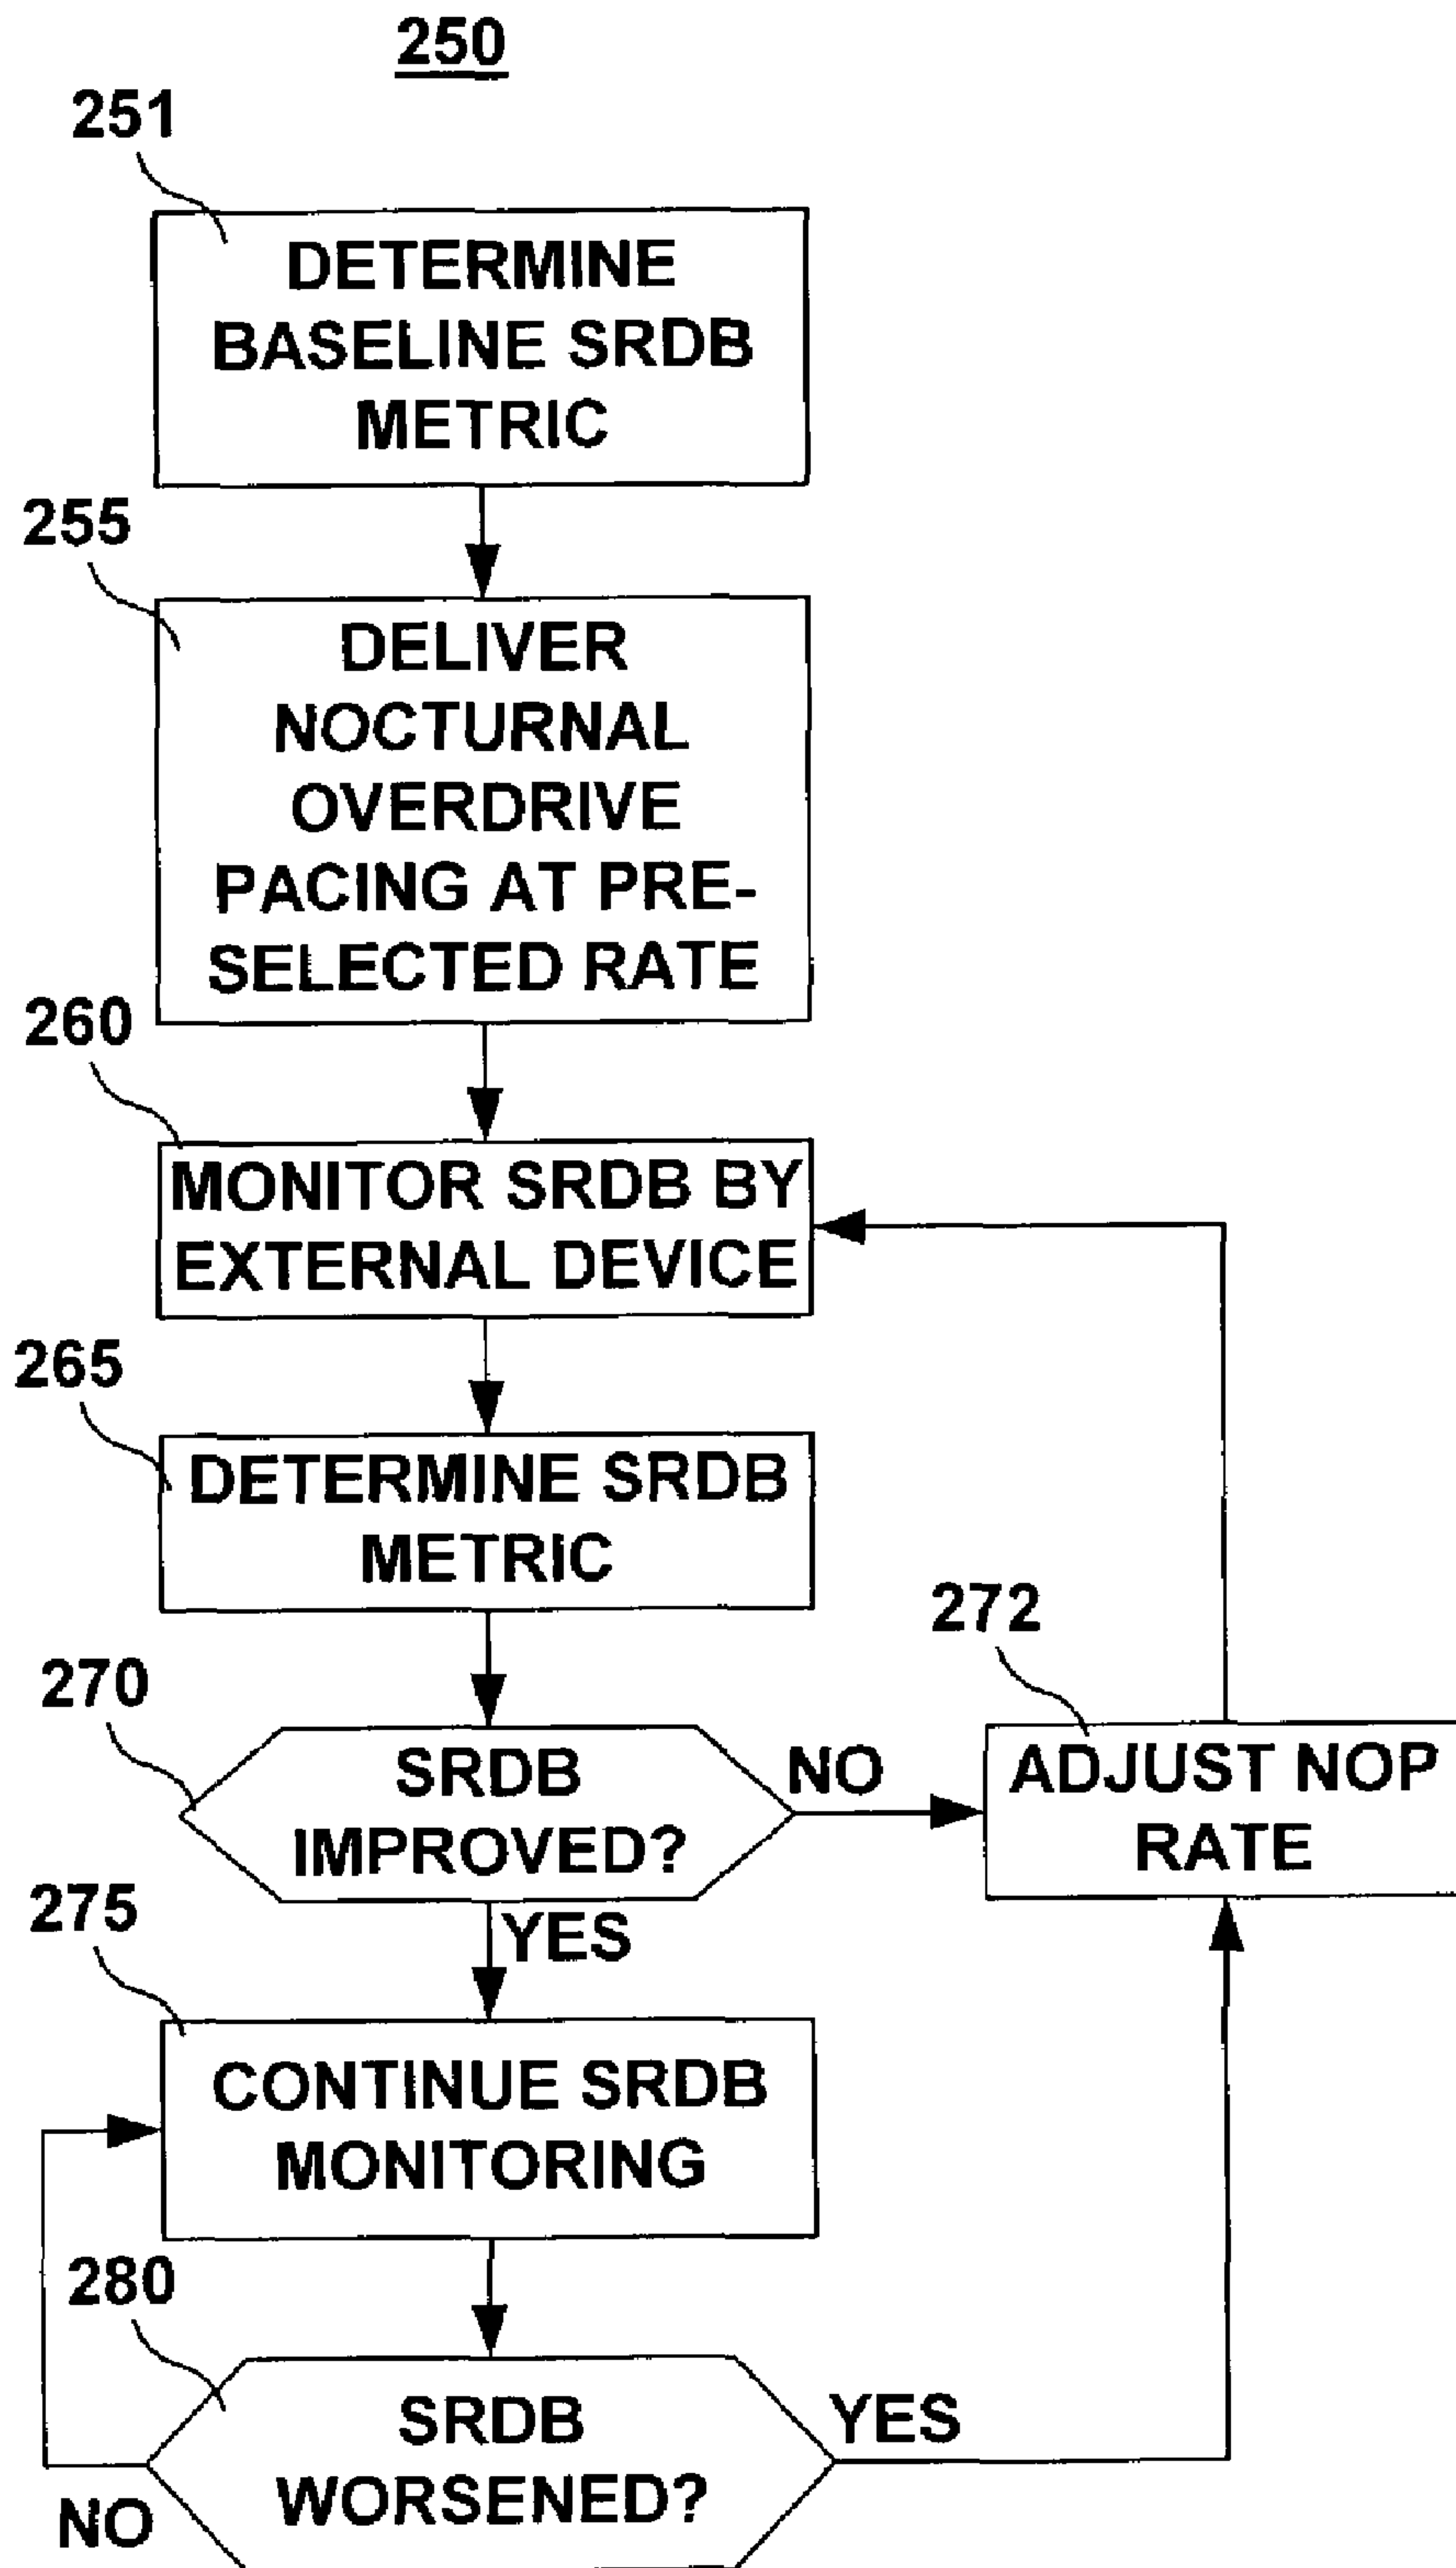 250
251
DETERMINE
BASELINE SRDB
METRIC
255
DELIVER
NOCTURNAL
OVERDRIVE
PACING AT PRE-
SELECTED RATE
260
MONITOR SRDB BY
EXTERNAL DEVICE
265
DETERMINE SRDB
METRIC
270
SRDB
IMPROVED?
NO
272
ADJUST NOP
RATE
YES
275
CONTINUE SRDB
MONITORING
280
SRDB
WORSENED?
YES
NO